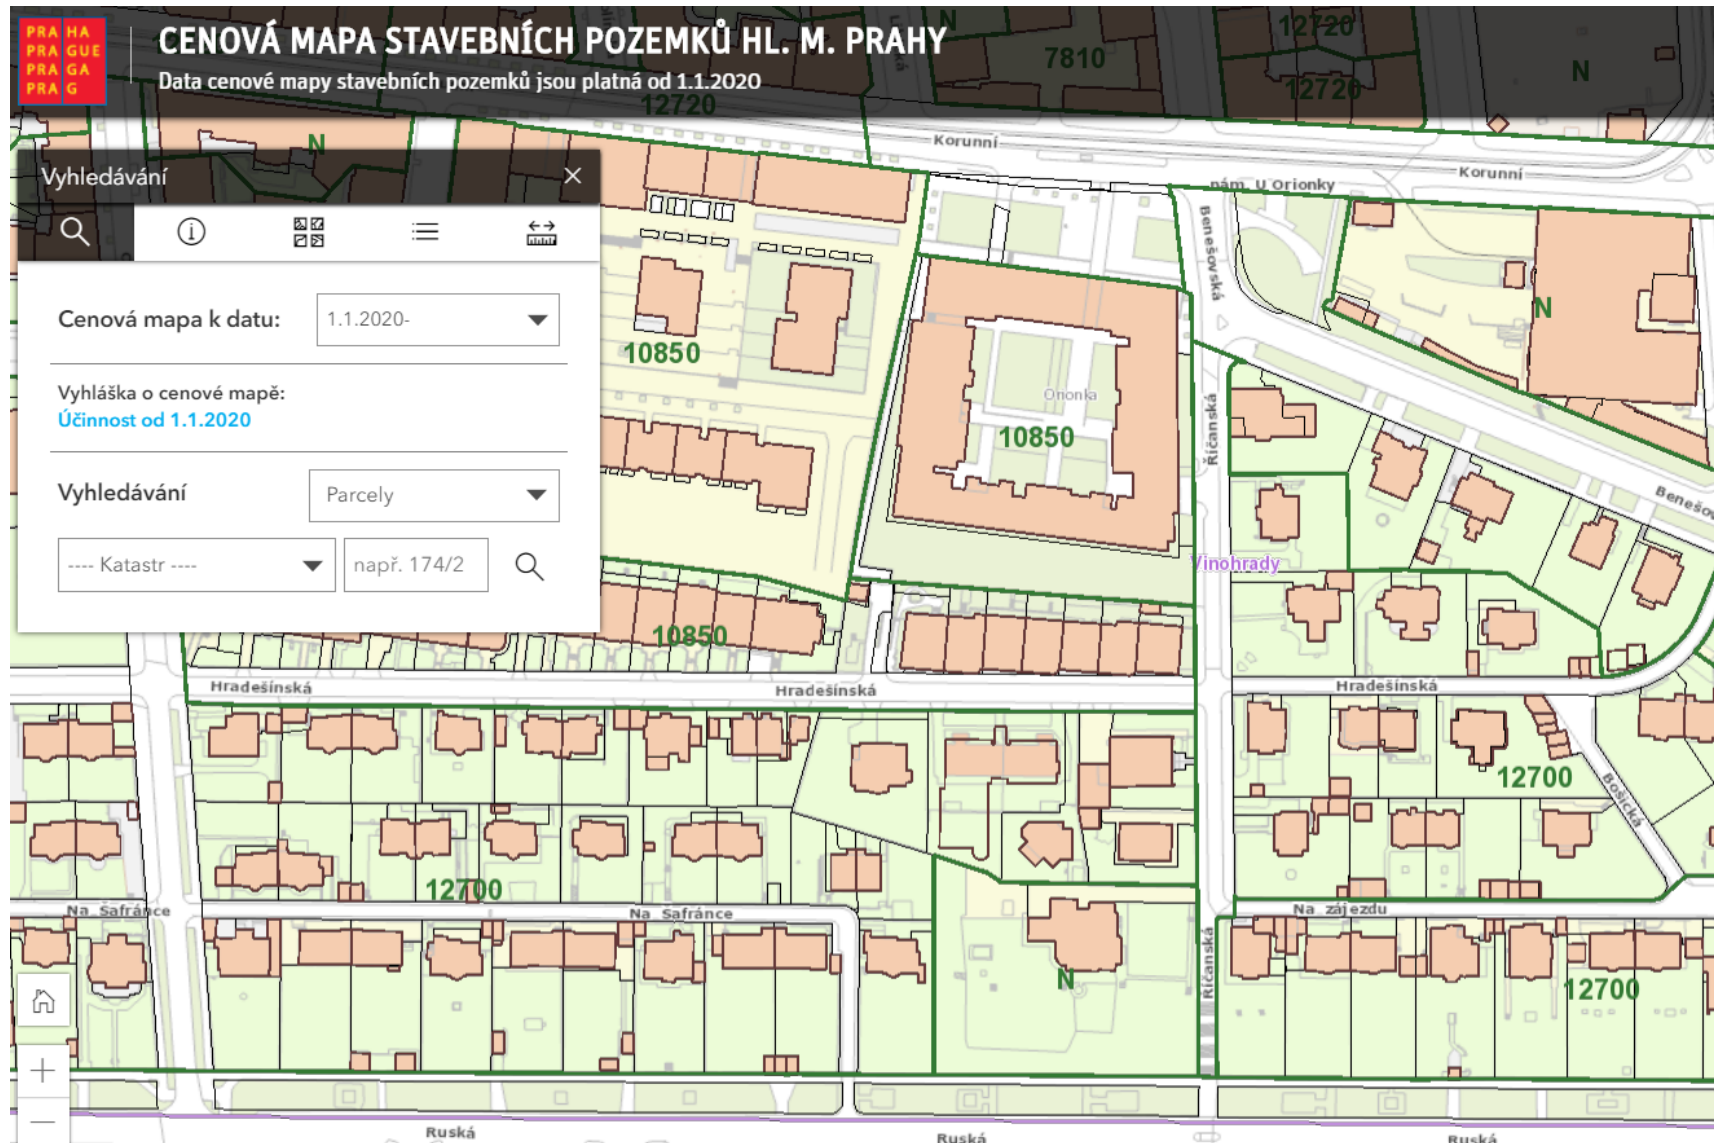 PRA HA
PRA GUE
PRA GA
PRA G
CENOVÁ MAPA STAVEBNÍCH POZEMKŮ HL. M. PRAHY
Data cenové mapy stavebních pozemků jsou platná od 1.1.2020
N
12720
7810
N
12720
12720
Korunní
Korunní
N
nám. U Orionky
Vyhledávání
Cenová mapa k datu:
1.1.2020-
Vyhláška o cenové mapě:
Účinnost od 1.1.2020
Vyhledávání
Parcely
---- Katastr ----
např. 174/2
Benešovská
N
10850
Orionka
10850
Říčanská
Vinohrady
10850
Hradešínská
Hradešínská
Hradešínská
12700
Bošická
12700
Na Šafránce
Na Šafránce
Na zájezdu
Říčanská
N
12700
Ruská
Ruská
Ruská